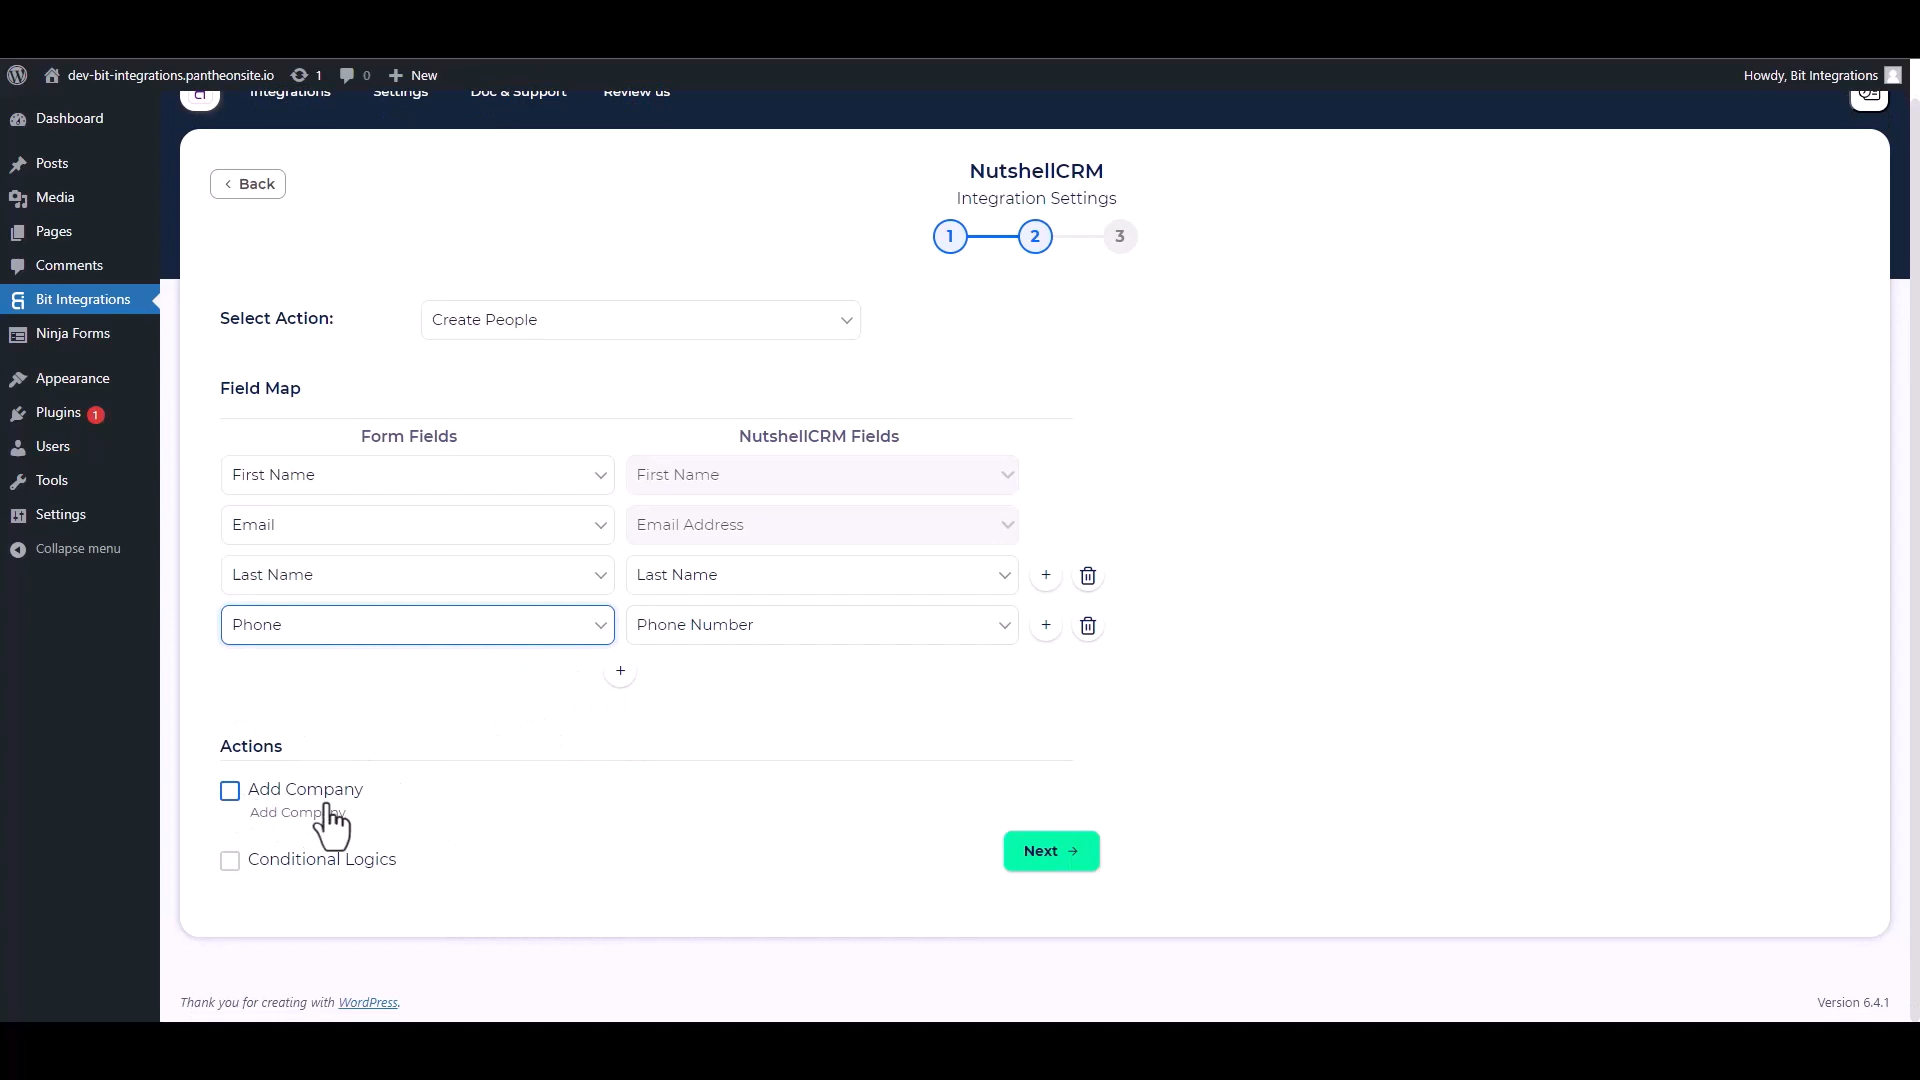 dev-bit-integrations.pantheonsite.io 1 0 New Howdy, Bit Integrations
Integrations Settings Doc & Support Review us
Dashboard
Posts
Media
Pages
Comments
Bit Integrations
Ninja Forms
Appearance
Plugins 1
Users
Tools
Settings
Collapse menu
Back
NutshellCRM
Integration Settings
1 2 3
Select Action: Create People
Field Map
Form Fields NutshellCRM Fields
First Name First Name
Email Email Address
Last Name Last Name +
Phone Phone Number +
+
Actions
Add Company
Add Company
Conditional Logics
Next →
Thank you for creating with WordPress.
Version 6.4.1